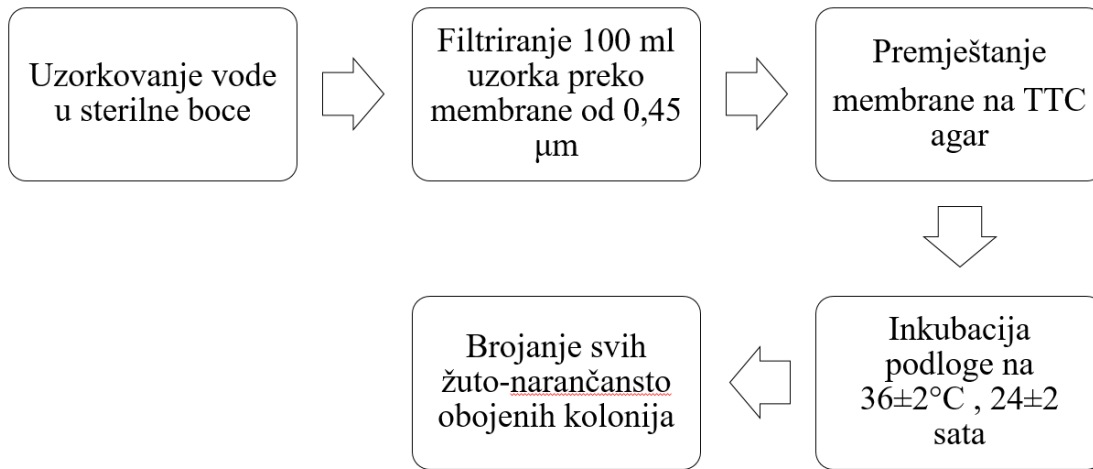 Uzorkovanje vode
u sterilne boce
Filtriranje 100 ml
uzorka preko
membrane od 0,45
μm
Premještanje
membrane na TTC
agar
Inkubacija
podloge na
36±2°C , 24±2
sata
Brojanje svih
žuto-narančansto
obojenih kolonija